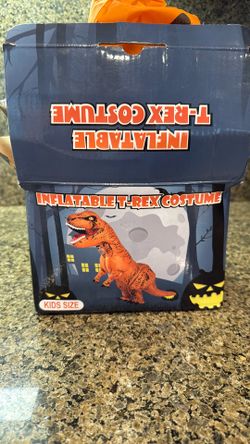 INFLATABLE
T-REX COSTUME
INFLATABLE T-REX COSTUME
KIDS SIZE